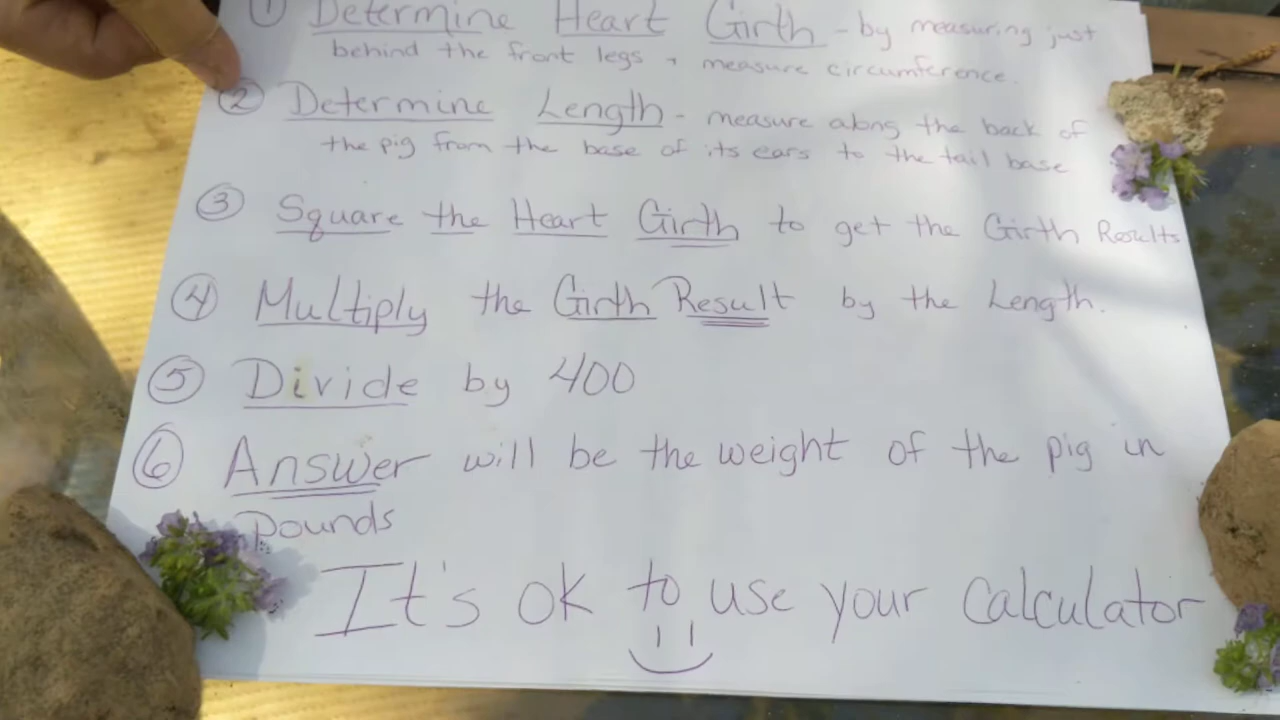 ① Determine Heart Girth - by measuring just
behind the front legs + measure circumference.
② Determine Length - measure along the back of
the pig from the base of its ears to the tail base
③ Square the Heart Girth to get the Girth Results
④ Multiply the Girth Result by the Length.
⑤ Divide by 400
⑥ Answer will be the weight of the pig in
Pounds
It's ok to use your Calculator